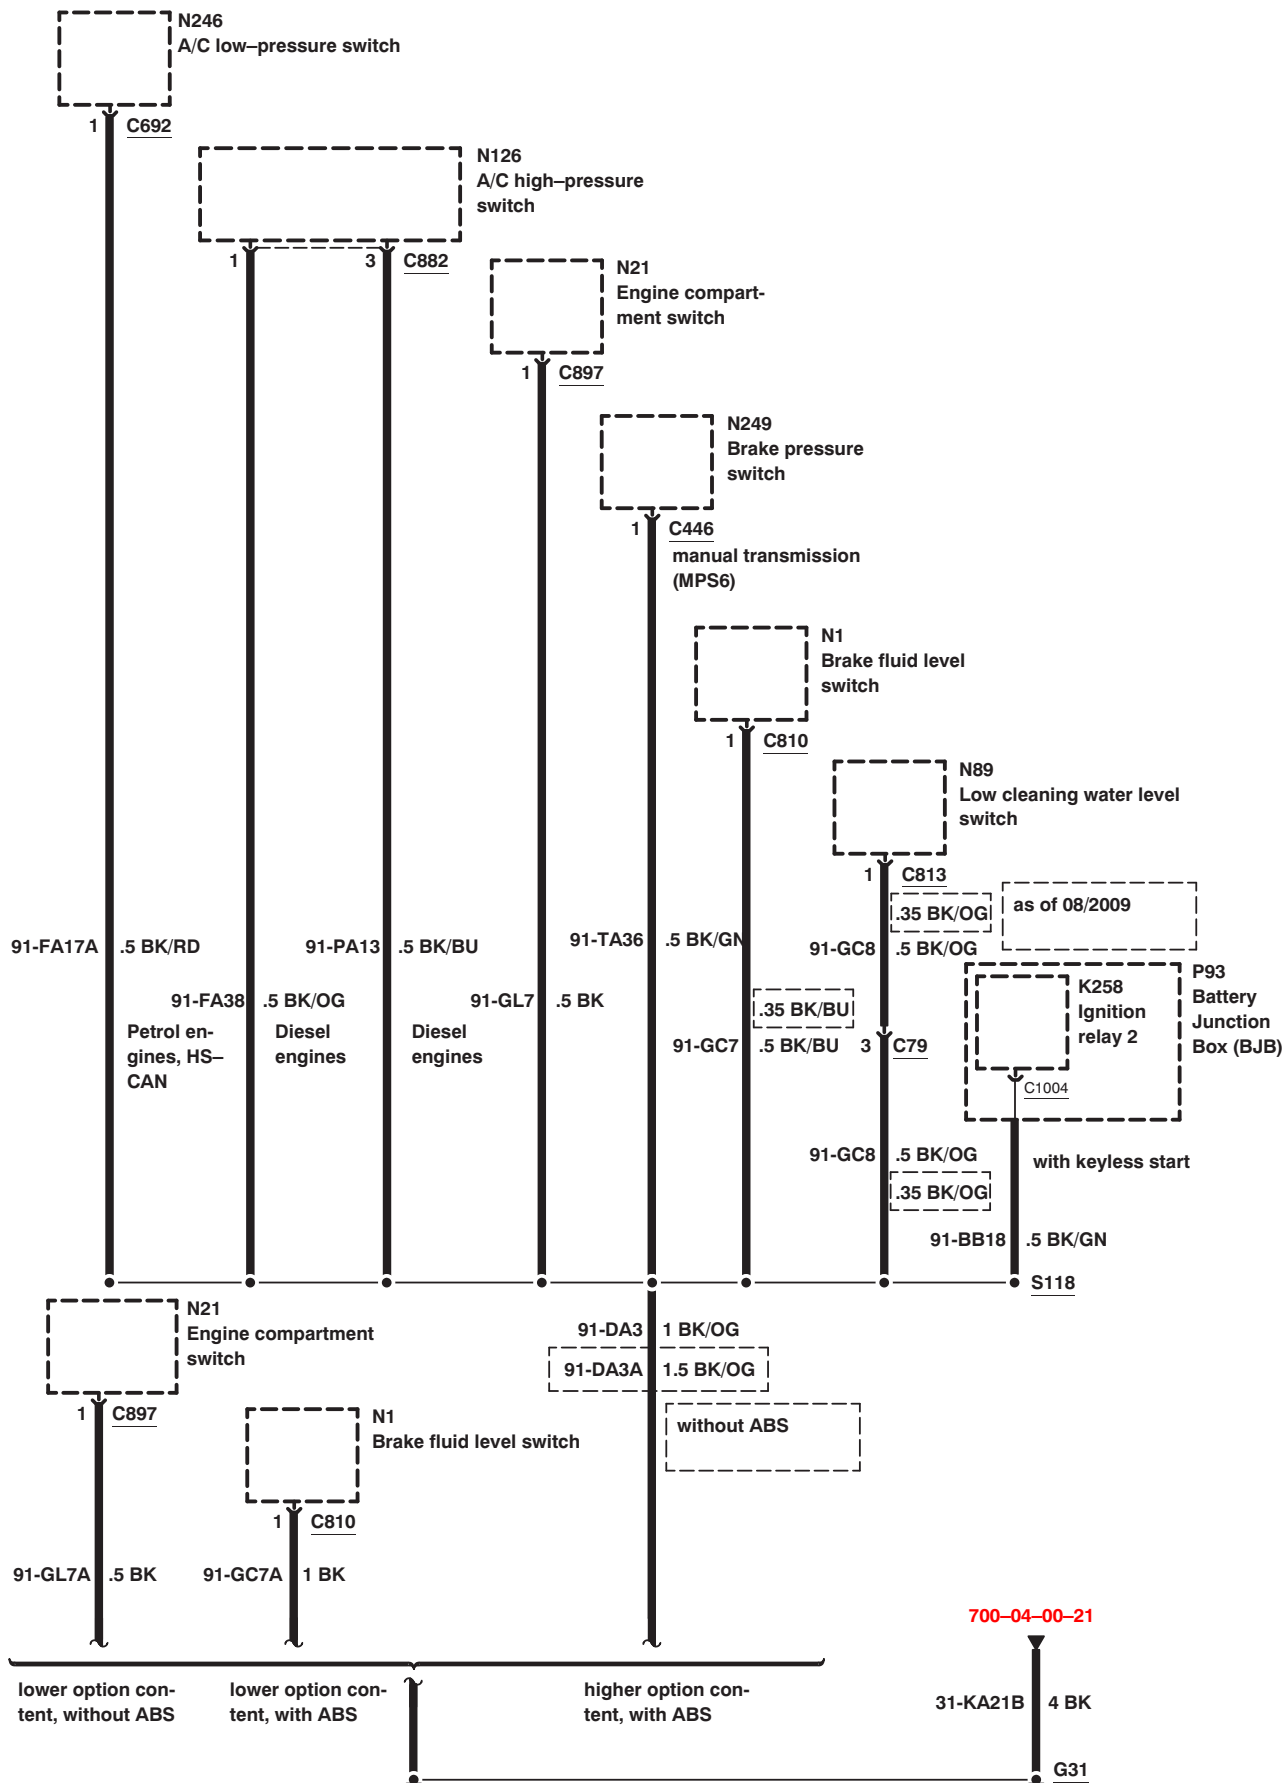 N246
A/C low–pressure switch
1 C692
N126
A/C high–pressure
switch
1 3 C882
N21
Engine compart-
ment switch
1 C897
N249
Brake pressure
switch
1 C446
manual transmission
(MPS6)
N1
Brake fluid level
switch
1 C810
N89
Low cleaning water level
switch
1 C813
.35 BK/OG
as of 08/2009
91-FA17A .5 BK/RD
91-PA13 .5 BK/BU
91-TA36 .5 BK/GN
91-GC8 .5 BK/OG
P93
Battery
Junction
Box (BJB)
K258
Ignition
relay 2
C1004
91-FA38 .5 BK/OG
91-GL7 .5 BK
.35 BK/BU
Petrol en-
gines, HS–
CAN
Diesel
engines
Diesel
engines
91-GC7 .5 BK/BU
3 C79
91-GC8 .5 BK/OG
.35 BK/OG
with keyless start
91-BB18 .5 BK/GN
S118
N21
Engine compartment
switch
1 C897
91-DA3 1 BK/OG
91-DA3A 1.5 BK/OG
without ABS
N1
Brake fluid level switch
1 C810
91-GL7A .5 BK
91-GC7A 1 BK
700–04–00–21
lower option con-
tent, without ABS
lower option con-
tent, with ABS
higher option con-
tent, with ABS
31-KA21B 4 BK
G31